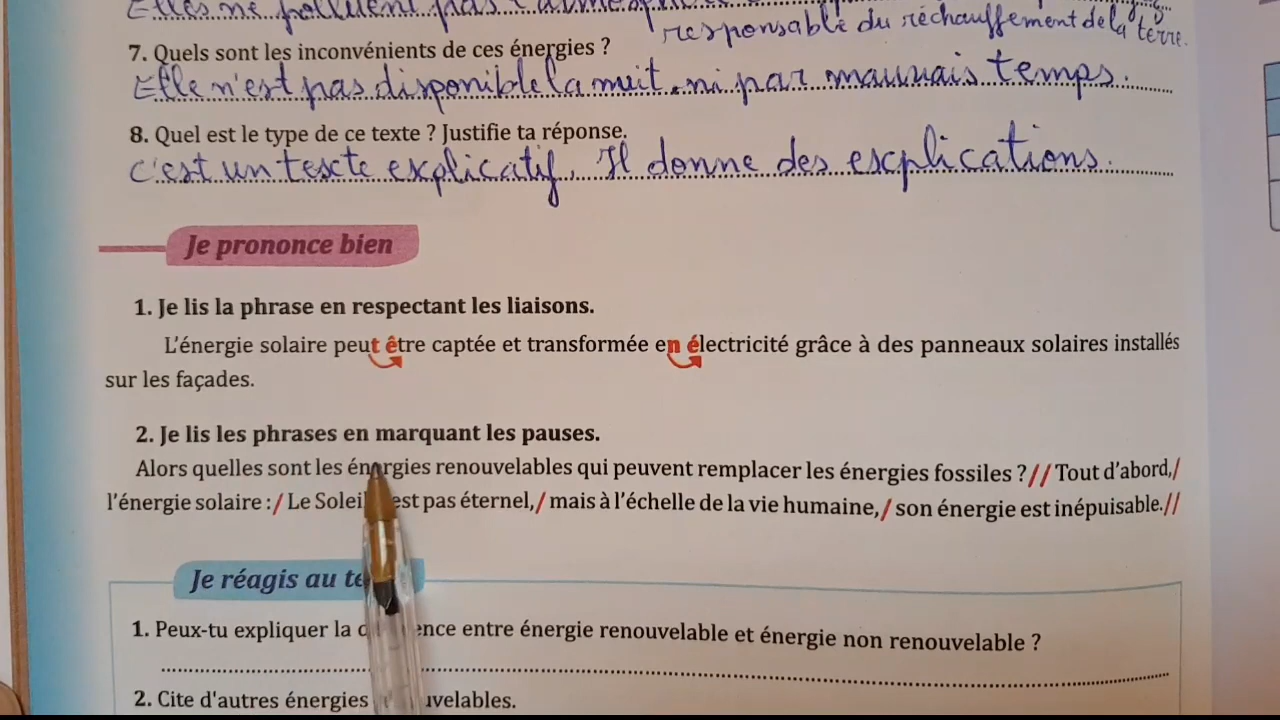 Elles ne polluent pas
responsable du réchauffement de la terre.
7. Quels sont les inconvénients de ces énergies ?
Elle n'est pas disponible la nuit, ni par mauvais temps.
8. Quel est le type de ce texte ? Justifie ta réponse.
C'est un texte explicatif, Il donne des explications.
Je prononce bien
1. Je lis la phrase en respectant les liaisons.
L'énergie solaire peut être captée et transformée en électricité grâce à des panneaux solaires installés
sur les façades.
2. Je lis les phrases en marquant les pauses.
Alors quelles sont les énergies renouvelables qui peuvent remplacer les énergies fossiles ?// Tout d'abord,/
l'énergie solaire :/ Le Soleil est pas éternel,/ mais à l'échelle de la vie humaine,/ son énergie est inépuisable.//
Je réagis au
1. Peux-tu expliquer la entre énergie renouvelable et énergie non renouvelable ?
2. Cite d'autres énergies